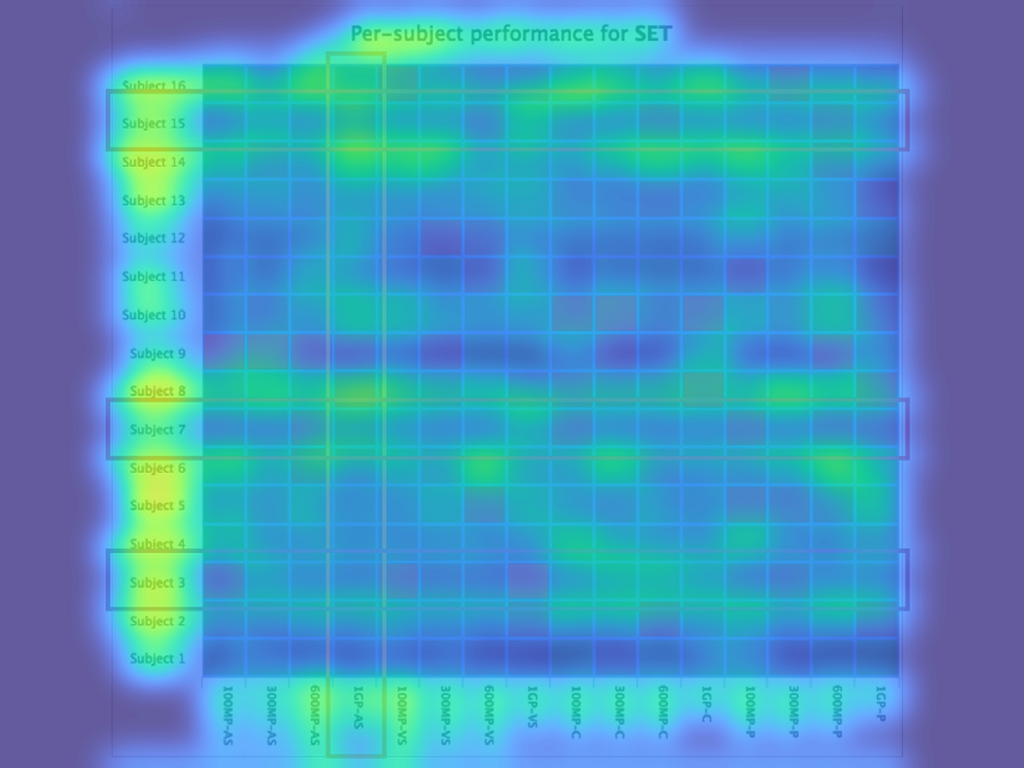 Per-subject performance for SET
Subject 16
Subject 15
Subject 14
Subject 13
Subject 12
Subject 11
Subject 10
Subject 9
Subject 8
Subject 7
Subject 6
Subject 5
Subject 4
Subject 3
Subject 2
Subject 1
100MP-AS
300MP-AS
600MP-AS
1GP-AS
100MP-VS
300MP-VS
600MP-VS
1GP-VS
100MP-C
300MP-C
600MP-C
1GP-C
100MP-P
300MP-P
600MP-P
1GP-P